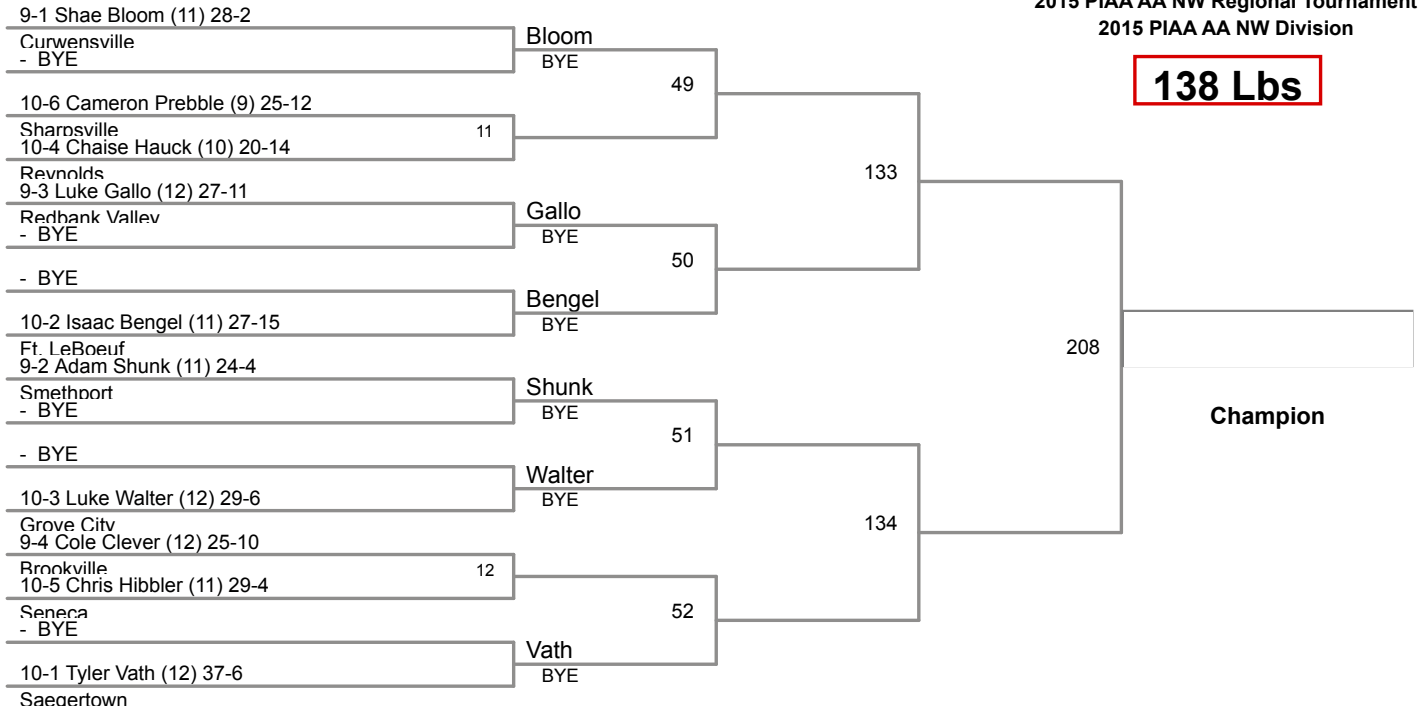 2015 PIAA AA NW Regional Tournament
2015 PIAA AA NW Division
138 Lbs
9-1 Shae Bloom (11) 28-2
Curwensville
- BYE
Bloom
BYE
49
10-6 Cameron Prebble (9) 25-12
Sharpsville
11
10-4 Chaise Hauck (10) 20-14
Reynolds
133
9-3 Luke Gallo (12) 27-11
Redbank Valley
- BYE
Gallo
BYE
50
- BYE
10-2 Isaac Bengel (11) 27-15
Ft. LeBoeuf
Bengel
BYE
208
9-2 Adam Shunk (11) 24-4
Smethport
- BYE
Shunk
BYE
51
Champion
- BYE
10-3 Luke Walter (12) 29-6
Grove City
Walter
BYE
134
9-4 Cole Clever (12) 25-10
Brookville
12
10-5 Chris Hibbler (11) 29-4
Seneca
52
- BYE
10-1 Tyler Vath (12) 37-6
Saegertown
Vath
BYE